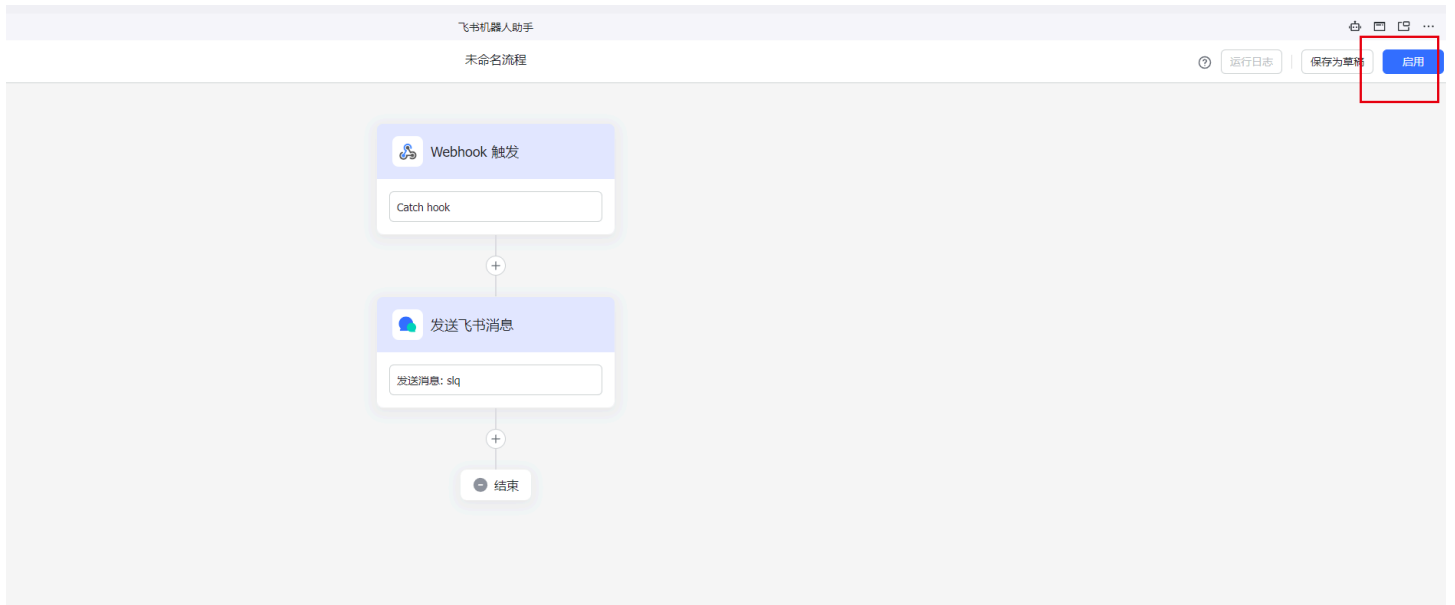 飞书机器人助手
未命名流程
运行日志 保存为草稿 启用
Webhook 触发
Catch hook
发送飞书消息
发送消息: slq
结束